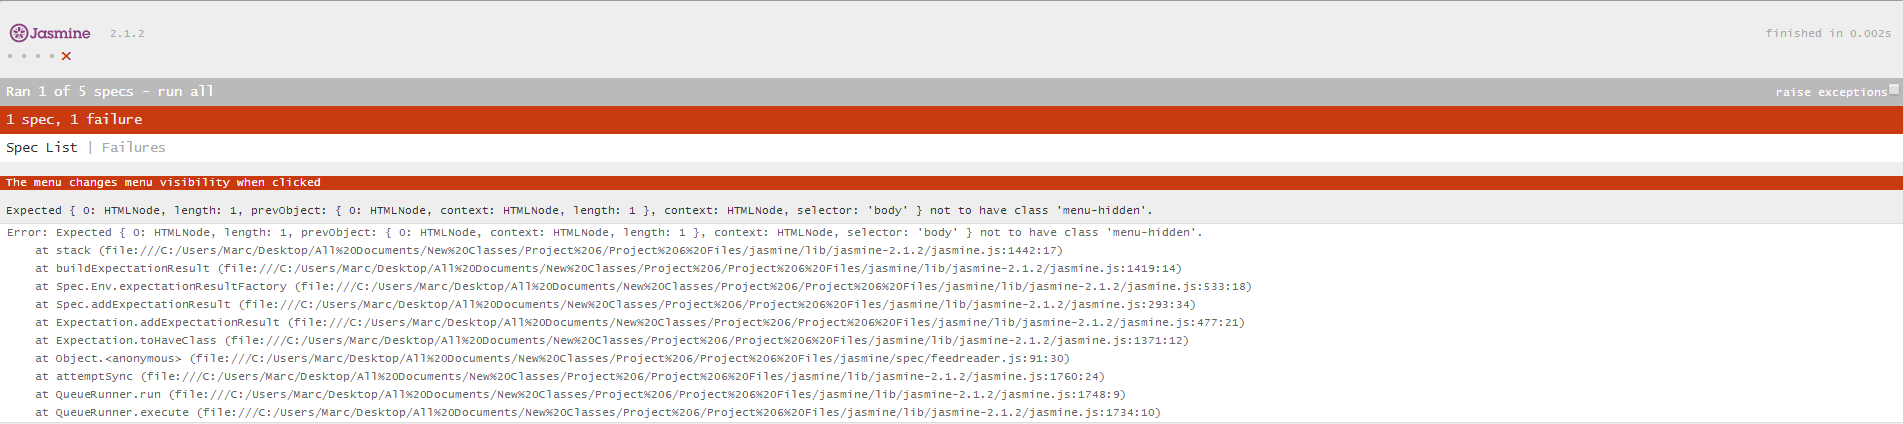 Jasmine 2.1.2 finished in 0.002s
• • • • ×
Ran 1 of 5 specs - run all raise exceptions
1 spec, 1 failure
Spec List | Failures
The menu changes menu visibility when clicked
Expected { 0: HTMLNode, length: 1, prevObject: { 0: HTMLNode, context: HTMLNode, length: 1 }, context: HTMLNode, selector: 'body' } not to have class 'menu-hidden'.
Error: Expected { 0: HTMLNode, length: 1, prevObject: { 0: HTMLNode, context: HTMLNode, length: 1 }, context: HTMLNode, selector: 'body' } not to have class 'menu-hidden'.
at stack (file:///C:/Users/Marc/Desktop/All%20Documents/New%20Classes/Project%206/Project%206%20Files/jasmine/lib/jasmine-2.1.2/jasmine.js:1442:17)
at buildExpectationResult (file:///C:/Users/Marc/Desktop/All%20Documents/New%20Classes/Project%206/Project%206%20Files/jasmine/lib/jasmine-2.1.2/jasmine.js:1419:14)
at Spec.Env.expectationResultFactory (file:///C:/Users/Marc/Desktop/All%20Documents/New%20Classes/Project%206/Project%206%20Files/jasmine/lib/jasmine-2.1.2/jasmine.js:533:18)
at Spec.addExpectationResult (file:///C:/Users/Marc/Desktop/All%20Documents/New%20Classes/Project%206/Project%206%20Files/jasmine/lib/jasmine-2.1.2/jasmine.js:293:34)
at Expectation.addExpectationResult (file:///C:/Users/Marc/Desktop/All%20Documents/New%20Classes/Project%206/Project%206%20Files/jasmine/lib/jasmine-2.1.2/jasmine.js:477:21)
at Expectation.toHaveClass (file:///C:/Users/Marc/Desktop/All%20Documents/New%20Classes/Project%206/Project%206%20Files/jasmine/lib/jasmine-2.1.2/jasmine.js:1371:12)
at Object.<anonymous> (file:///C:/Users/Marc/Desktop/All%20Documents/New%20Classes/Project%206/Project%206%20Files/jasmine/spec/feedreader.js:91:30)
at attemptSync (file:///C:/Users/Marc/Desktop/All%20Documents/New%20Classes/Project%206/Project%206%20Files/jasmine/lib/jasmine-2.1.2/jasmine.js:1760:24)
at QueueRunner.run (file:///C:/Users/Marc/Desktop/All%20Documents/New%20Classes/Project%206/Project%206%20Files/jasmine/lib/jasmine-2.1.2/jasmine.js:1748:9)
at QueueRunner.execute (file:///C:/Users/Marc/Desktop/All%20Documents/New%20Classes/Project%206/Project%206%20Files/jasmine/lib/jasmine-2.1.2/jasmine.js:1734:10)